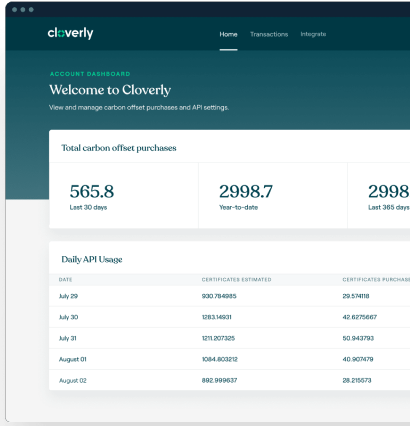 cloverly
Home Transactions Integrate
ACCOUNT DASHBOARD
Welcome to Cloverly
View and manage carbon offset purchases and API settings.
Total carbon offset purchases
565.8 2998.7 2998
Last 30 days Year-to-date Last 365 days
Daily API Usage
DATE CERTIFICATES ESTIMATED CERTIFICATES PURCHASE
July 29 930.784985 29.574118
July 30 1283.14931 42.6275667
July 31 1211.207325 50.943793
August 01 1084.803212 40.907479
August 02 892.999637 28.215573